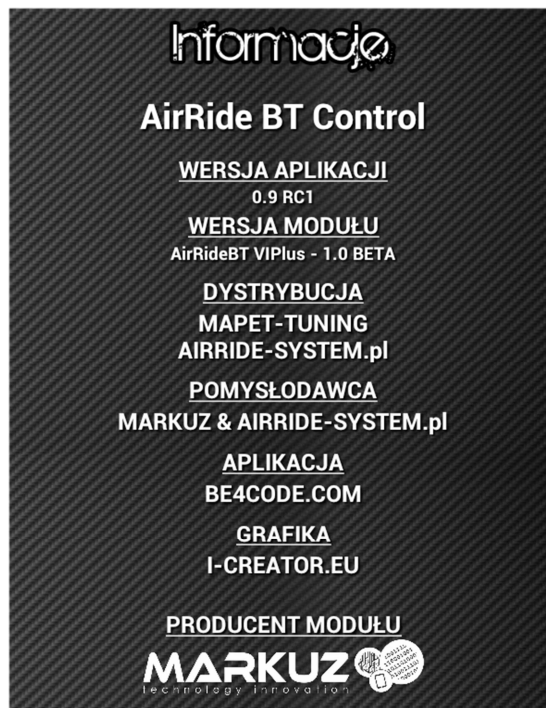 Informacje
AirRide BT Control
WERSJA APLIKACJI
0.9 RC1
WERSJA MODUŁU
AirRideBT VIPlus - 1.0 BETA
DYSTRYBUCJA
MAPET-TUNING
AIRRIDE-SYSTEM.pl
POMYSŁODAWCA
MARKUZ & AIRRIDE-SYSTEM.pl
APLIKACJA
BE4CODE.COM
GRAFIKA
I-CREATOR.EU
PRODUCENT MODUŁU
MARKUZ
technology innovation